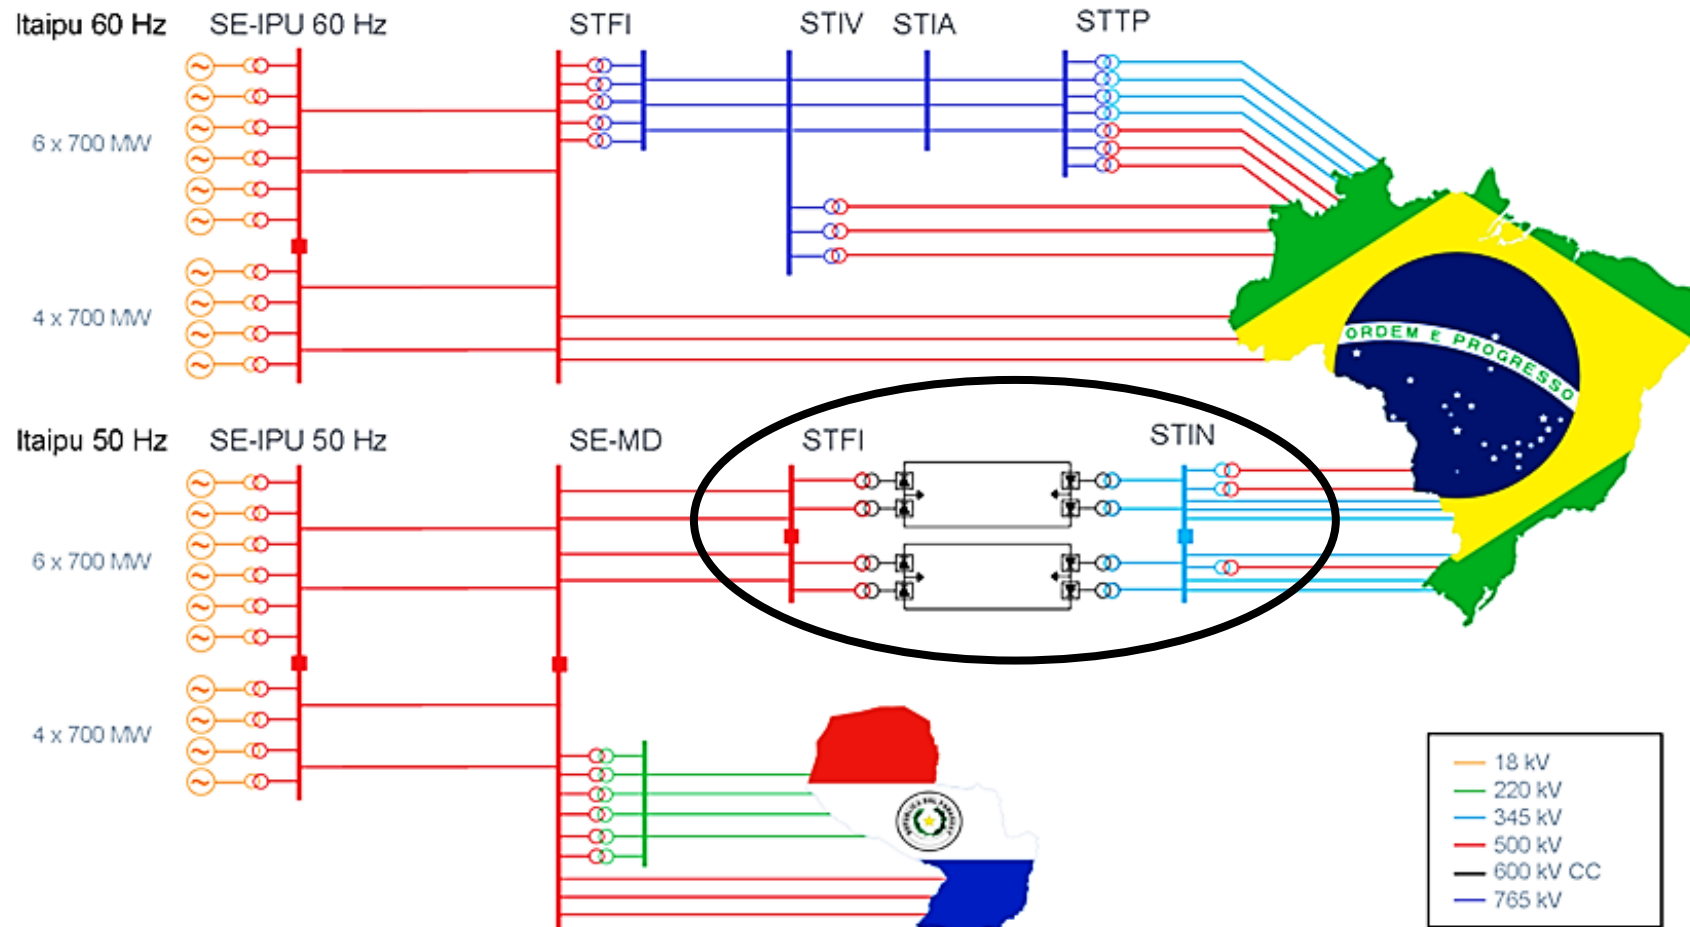 Itaipu 60 Hz
SE-IPU 60 Hz
STFI
STIV
STIA
STTP
6 x 700 MW
4 x 700 MW
ORDEM E PROGRESSO
Itaipu 50 Hz
SE-IPU 50 Hz
SE-MD
STFI
STIN
6 x 700 MW
4 x 700 MW
18 kV
220 kV
345 kV
500 kV
600 kV CC
765 kV